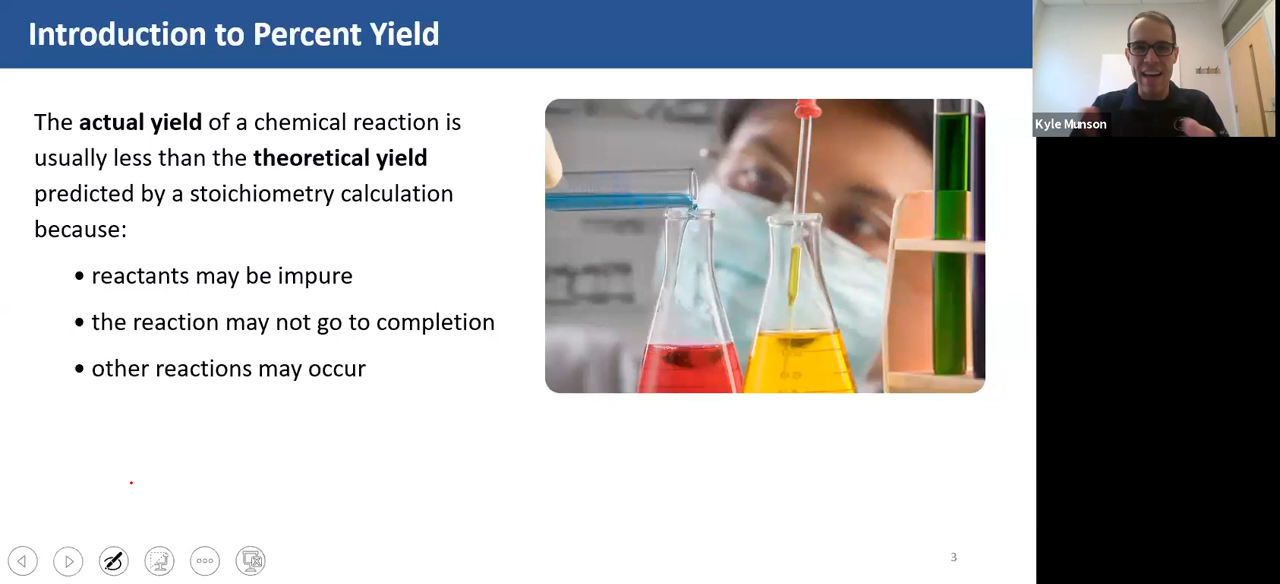 Introduction to Percent Yield
The actual yield of a chemical reaction is
usually less than the theoretical yield
predicted by a stoichiometry calculation
because:
• reactants may be impure
• the reaction may not go to completion
• other reactions may occur
3
Kyle Munson